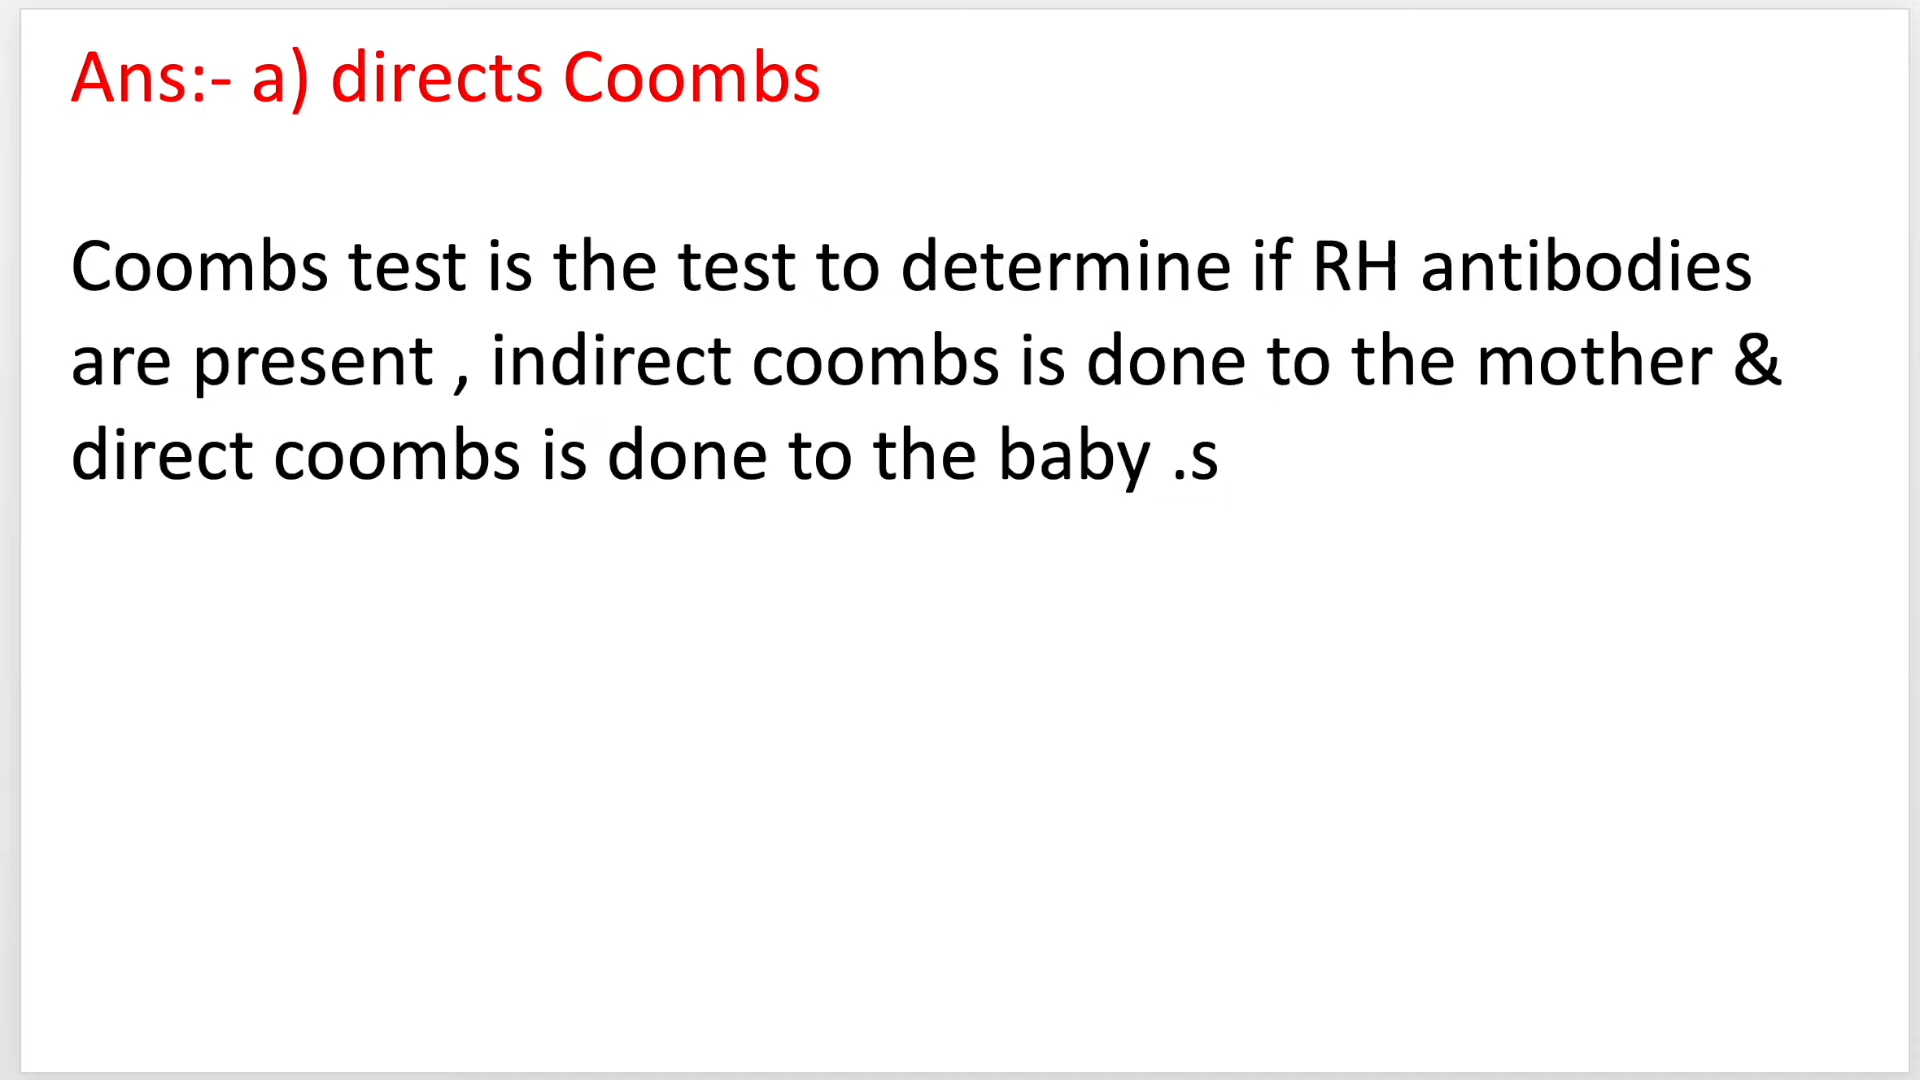 Ans:- a) directs Coombs
Coombs test is the test to determine if RH antibodies
are present , indirect coombs is done to the mother &
direct coombs is done to the baby .s